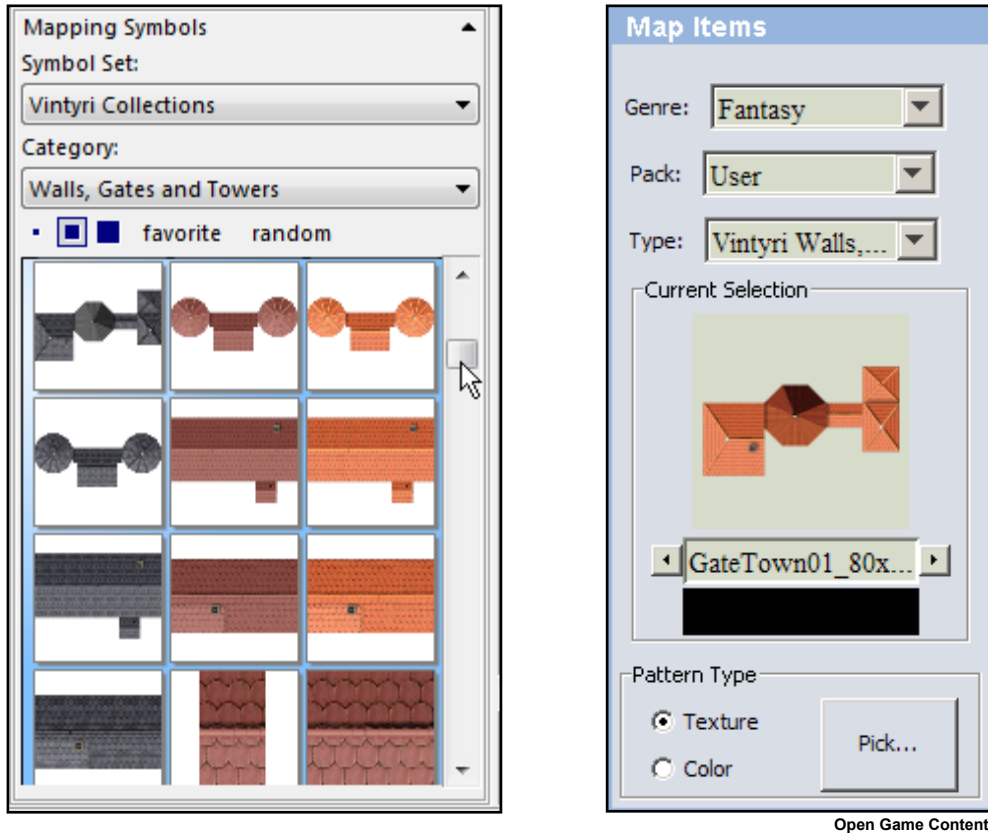 Mapping Symbols
Symbol Set:
Vintyri Collections
Category:
Walls, Gates and Towers
favorite random
Map Items
Genre: Fantasy
Pack: User
Type: Vintyri Walls,...
Current Selection
GateTown01_80x...
Pattern Type
Texture
Color
Pick...
Open Game Content